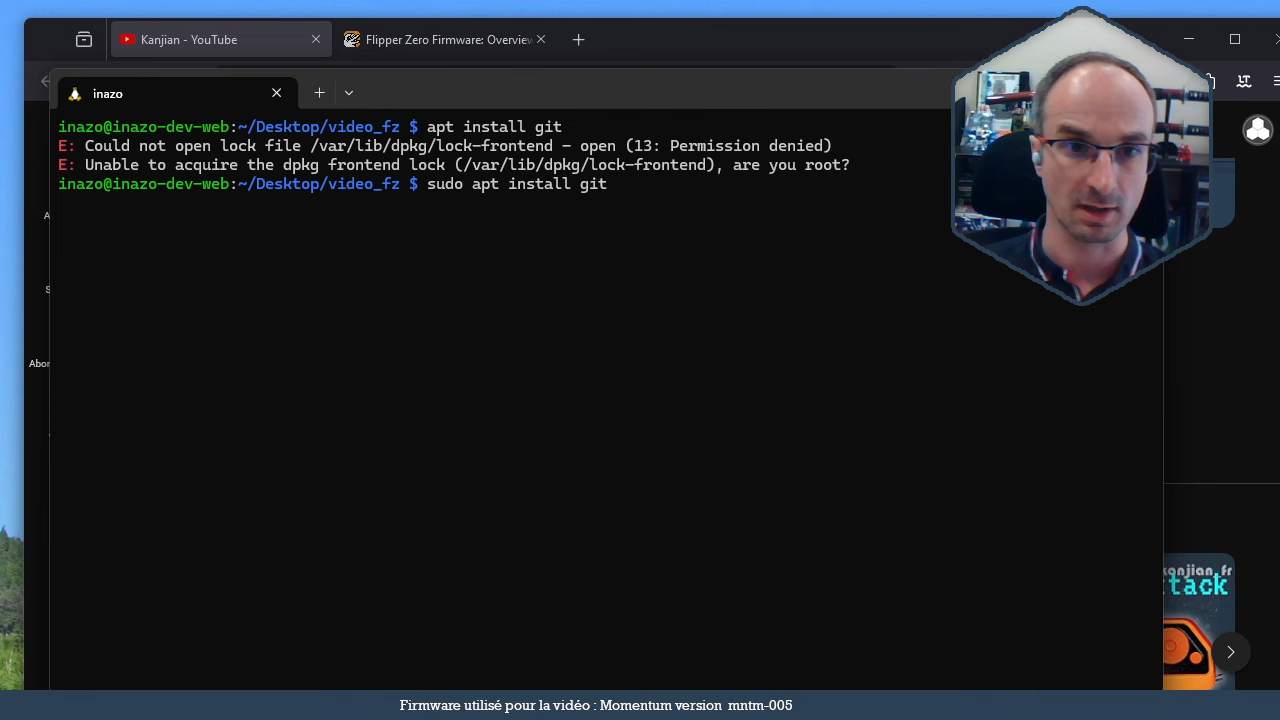 Kanjian - YouTube
Flipper Zero Firmware: Overview
inazo
inazo@inazo-dev-web:~/Desktop/video_fz $ apt install git
E: Could not open lock file /var/lib/dpkg/lock-frontend - open (13: Permission denied)
E: Unable to acquire the dpkg frontend lock (/var/lib/dpkg/lock-frontend), are you root?
inazo@inazo-dev-web:~/Desktop/video_fz $ sudo apt install git
A
S
Abor
kanjian.fr
ttack
Firmware utilisé pour la vidéo : Momentum version mntm-005